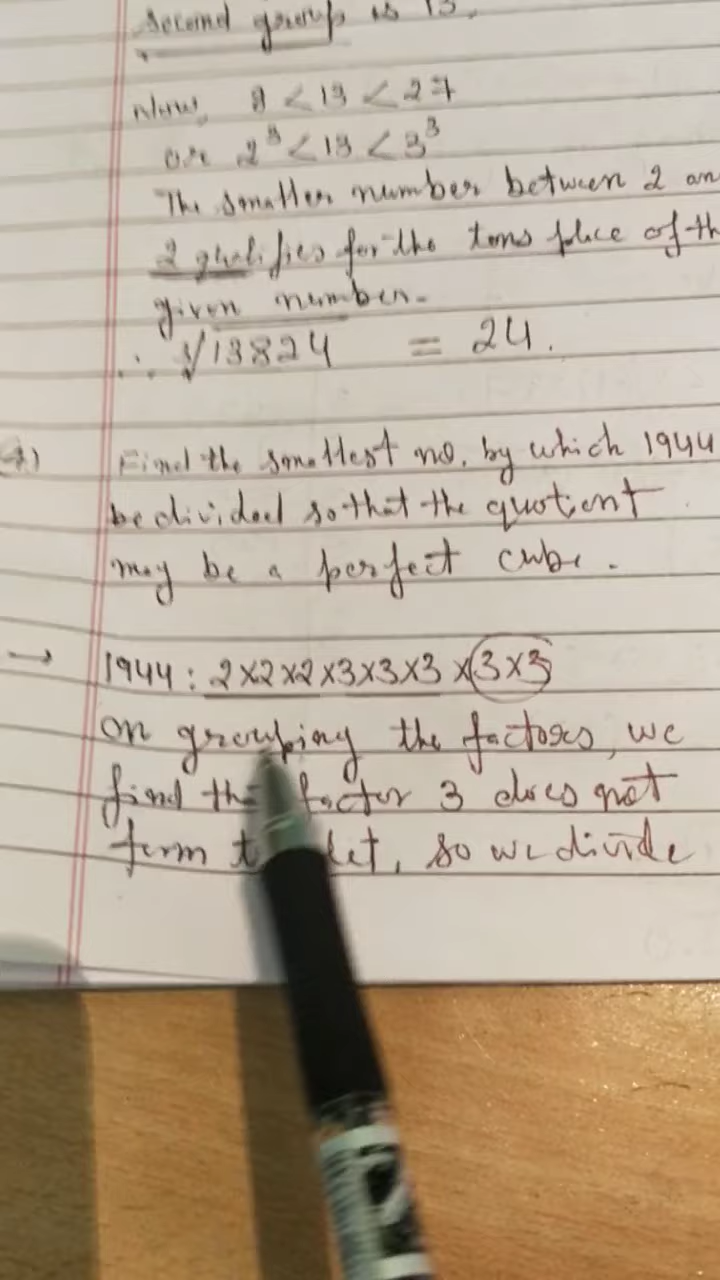 second group is 13.
Now, 8 < 13 < 27
or 2³ < 13 < 3³
The smaller number between 2 an
2 qualifies for the tens place of th
given number.
∴ ∛13824 = 24.
Find the smallest no. by which 1944
be divided so that the quotient
may be a perfect cube.
→ 1944 : 2×2×2×3×3×3×3×3
on grouping the factors, we
find the factor 3 does not
form t let, so we divide